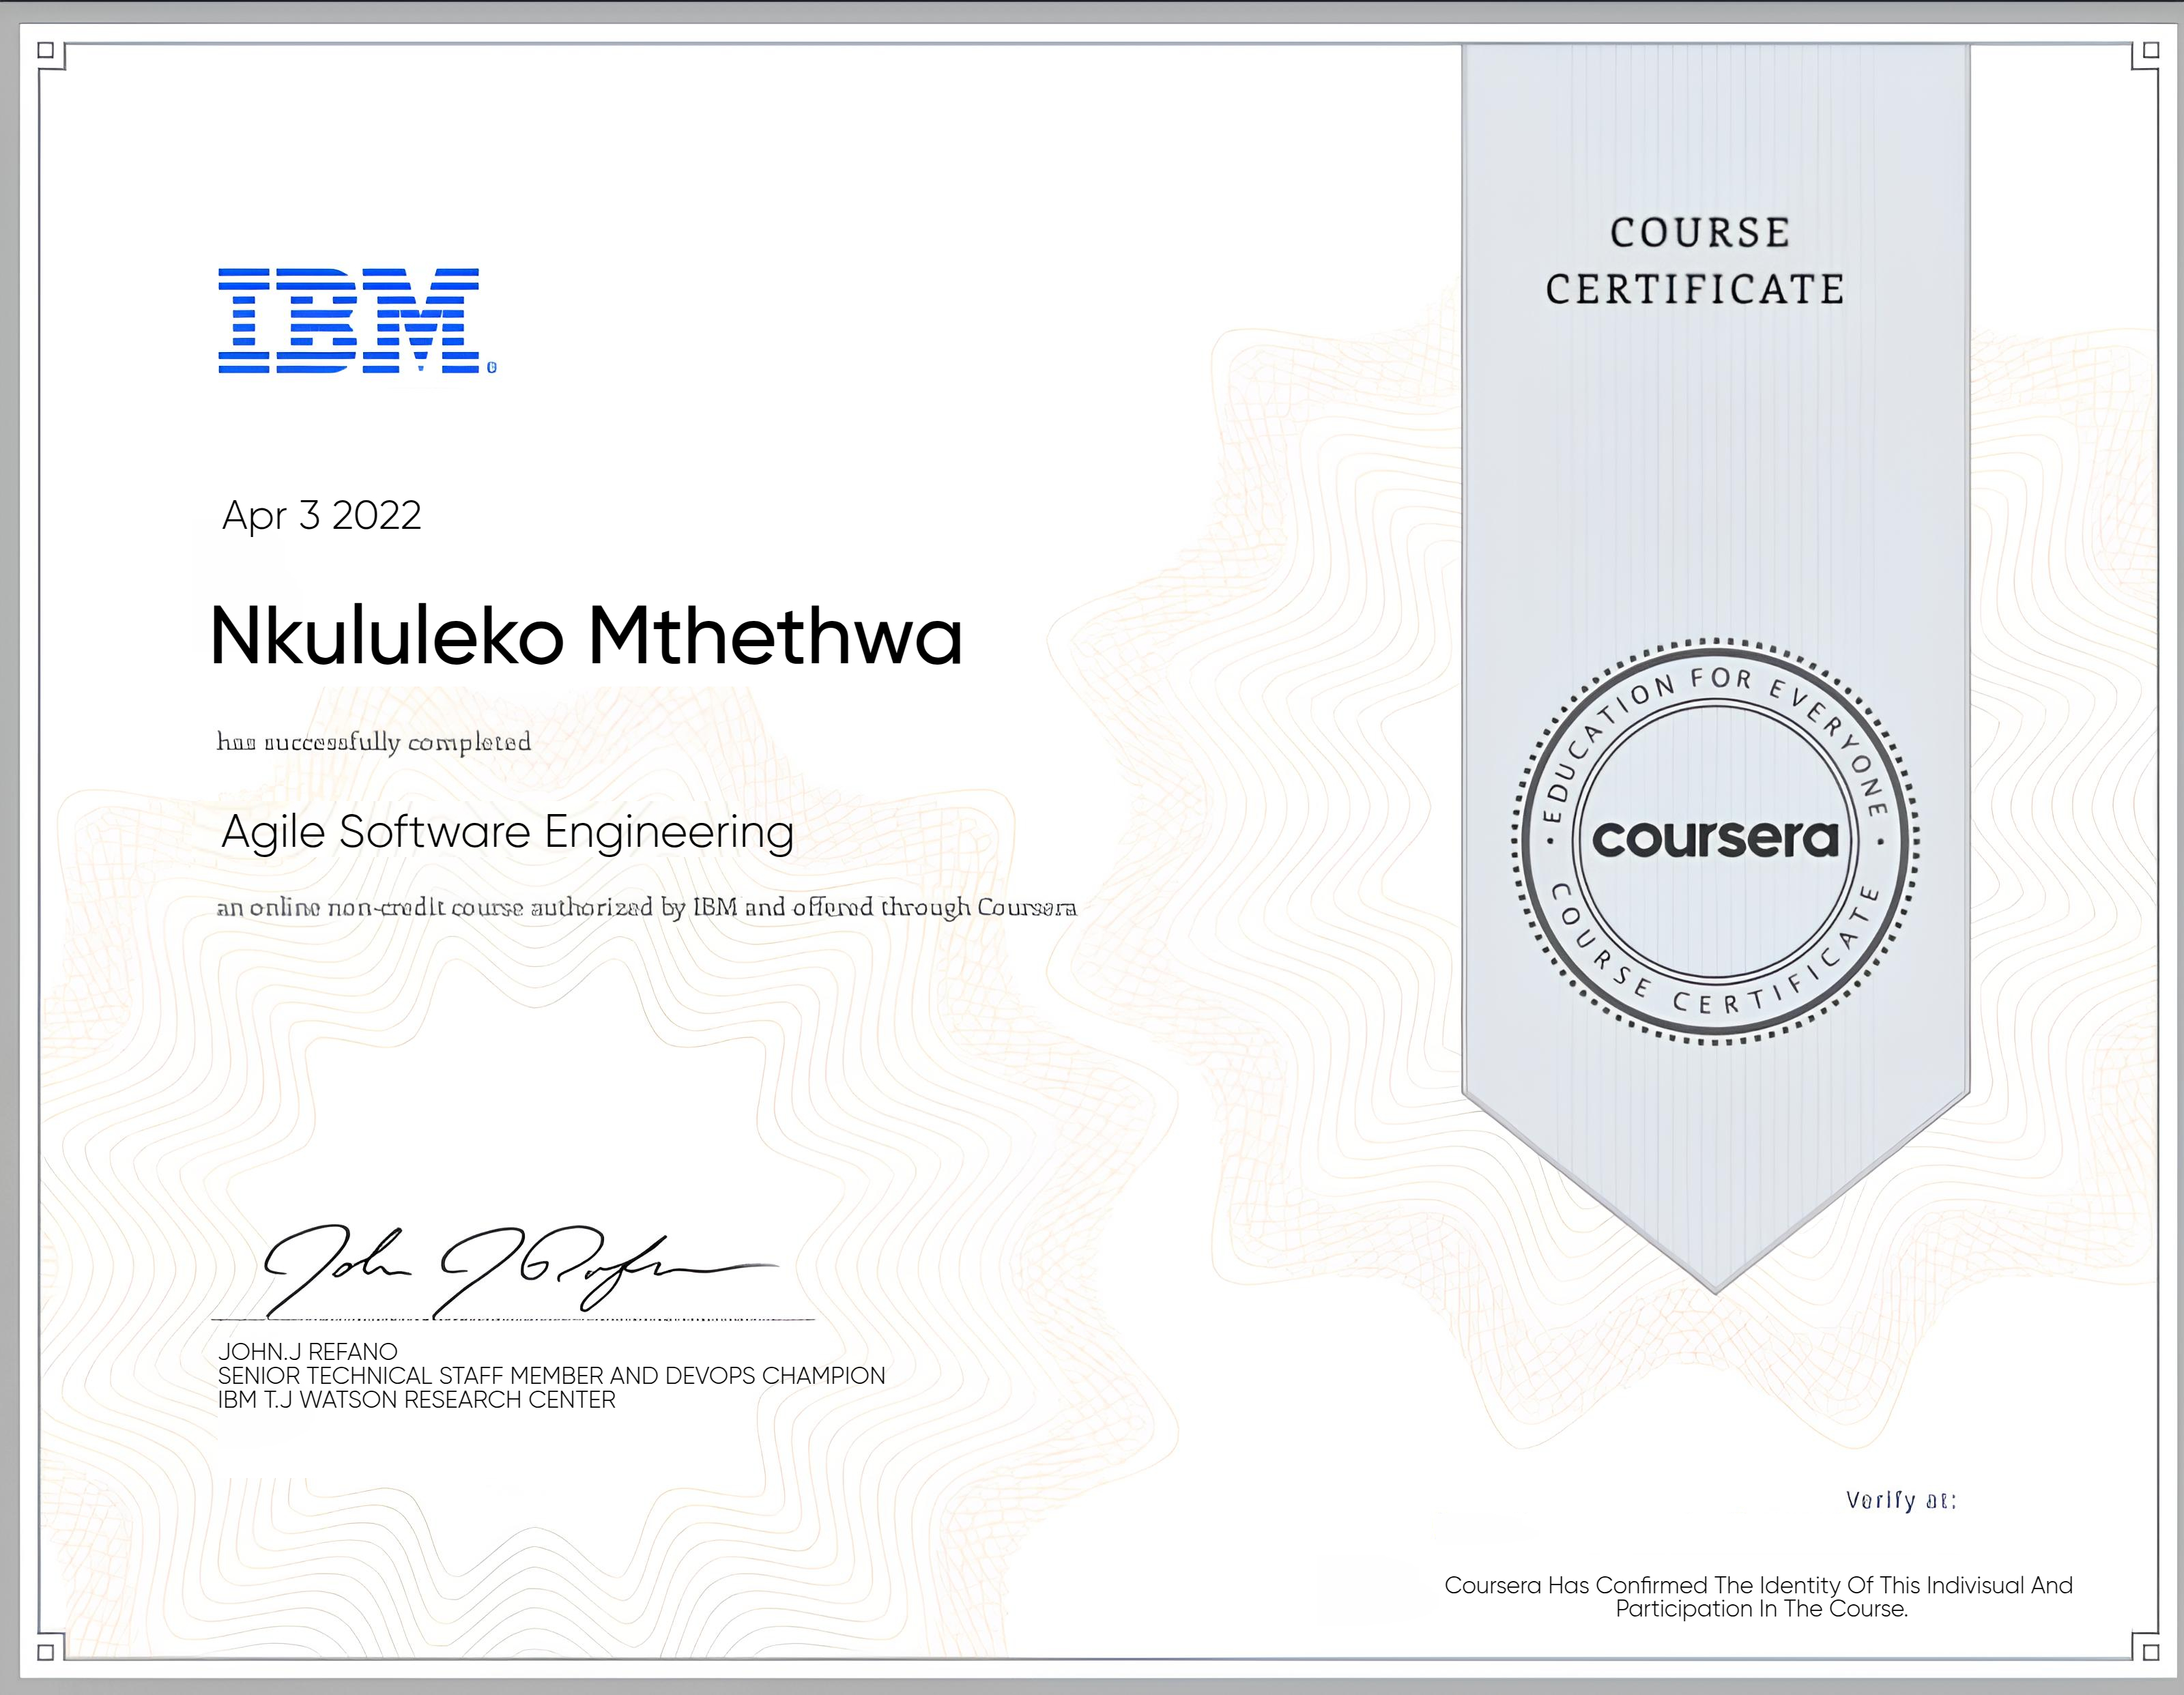 COURSE
CERTIFICATE
IBM
Apr 3 2022
Nkululeko Mthethwa
has successfully completed
Agile Software Engineering
an online non-credit course authorized by IBM and offered through Coursera
EDUCATION FOR EVERYONE
coursera
COURSE CERTIFICATE
John J Rofrano
JOHN.J REFANO
SENIOR TECHNICAL STAFF MEMBER AND DEVOPS CHAMPION
IBM T.J WATSON RESEARCH CENTER
Verify at:
Coursera Has Confirmed The Identity Of This Indivisual And
Participation In The Course.